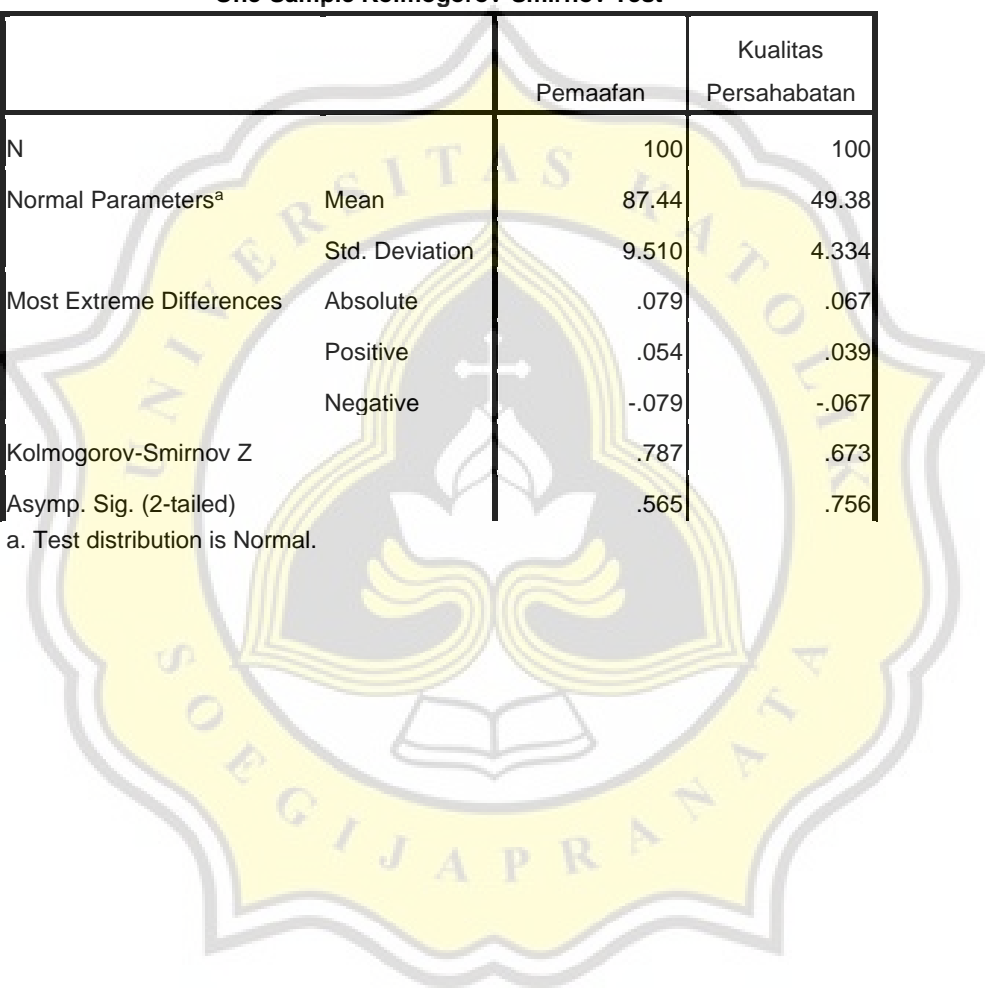 One-Sample Kolmogorov-Smirnov Test
Kualitas
Pemaafan Persahabatan
N 100 100
Normal Parametersa Mean 87.44 49.38
Std. Deviation 9.510 4.334
Most Extreme Differences Absolute .079 .067
Positive .054 .039
Negative -.079 -.067
Kolmogorov-Smirnov Z .787 .673
Asymp. Sig. (2-tailed) .565 .756
a. Test distribution is Normal.
UNIVERSITAS KATOLIK
SOEGIJAPRANATA